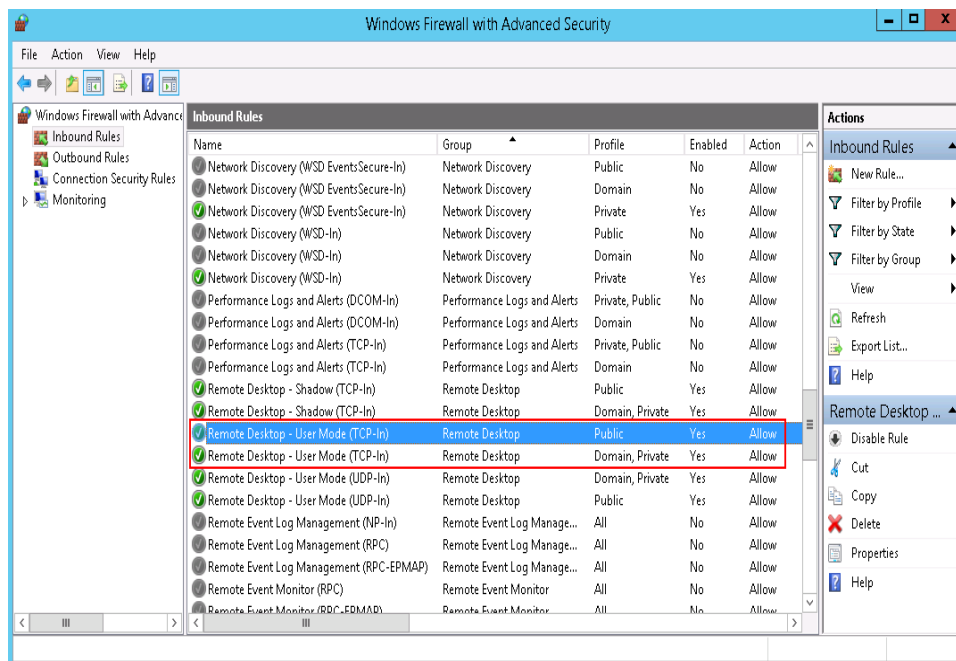 Windows Firewall with Advanced Security
File Action View Help
Windows Firewall with Advance
Inbound Rules
Outbound Rules
Connection Security Rules
Monitoring
Inbound Rules
Name Group Profile Enabled Action
Network Discovery (WSD EventsSecure-In) Network Discovery Public No Allow
Network Discovery (WSD EventsSecure-In) Network Discovery Domain No Allow
Network Discovery (WSD EventsSecure-In) Network Discovery Private Yes Allow
Network Discovery (WSD-In) Network Discovery Public No Allow
Network Discovery (WSD-In) Network Discovery Domain No Allow
Network Discovery (WSD-In) Network Discovery Private Yes Allow
Performance Logs and Alerts (DCOM-In) Performance Logs and Alerts Private, Public No Allow
Performance Logs and Alerts (DCOM-In) Performance Logs and Alerts Domain No Allow
Performance Logs and Alerts (TCP-In) Performance Logs and Alerts Private, Public No Allow
Performance Logs and Alerts (TCP-In) Performance Logs and Alerts Domain No Allow
Remote Desktop - Shadow (TCP-In) Remote Desktop Public Yes Allow
Remote Desktop - Shadow (TCP-In) Remote Desktop Domain, Private Yes Allow
Remote Desktop - User Mode (TCP-In) Remote Desktop Public Yes Allow
Remote Desktop - User Mode (TCP-In) Remote Desktop Domain, Private Yes Allow
Remote Desktop - User Mode (UDP-In) Remote Desktop Domain, Private Yes Allow
Remote Desktop - User Mode (UDP-In) Remote Desktop Public Yes Allow
Remote Event Log Management (NP-In) Remote Event Log Manage... All No Allow
Remote Event Log Management (RPC) Remote Event Log Manage... All No Allow
Remote Event Log Management (RPC-EPMAP) Remote Event Log Manage... All No Allow
Remote Event Monitor (RPC) Remote Event Monitor All No Allow
Remote Event Monitor (RPC-EPMAP) Remote Event Monitor All No Allow
Actions
Inbound Rules
New Rule...
Filter by Profile
Filter by State
Filter by Group
View
Refresh
Export List...
Help
Remote Desktop ...
Disable Rule
Cut
Copy
Delete
Properties
Help